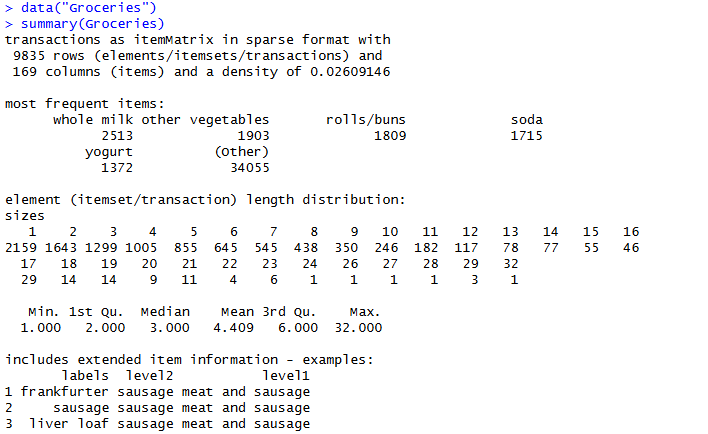 > data("Groceries")
> summary(Groceries)
transactions as itemMatrix in sparse format with
 9835 rows (elements/itemsets/transactions) and
 169 columns (items) and a density of 0.02609146

most frequent items:
      whole milk other vegetables       rolls/buns             soda
            2513             1903             1809             1715
          yogurt          (Other)
            1372            34055

element (itemset/transaction) length distribution:
sizes
   1    2    3    4    5    6    7    8    9   10   11   12   13   14   15   16
2159 1643 1299 1005  855  645  545  438  350  246  182  117   78   77   55   46
  17   18   19   20   21   22   23   24   26   27   28   29   32
  29   14   14    9   11    4    6    1    1    1    1    3    1

   Min. 1st Qu.  Median    Mean 3rd Qu.    Max.
  1.000   2.000   3.000   4.409   6.000  32.000

includes extended item information - examples:
       labels  level2           level1
1 frankfurter sausage meat and sausage
2     sausage sausage meat and sausage
3  liver loaf sausage meat and sausage